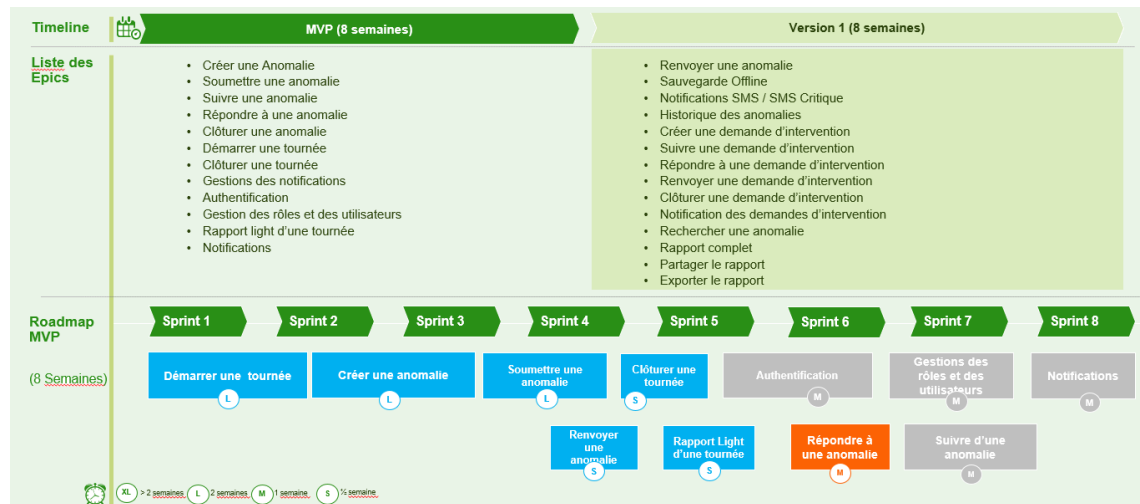 Timeline
MVP (8 semaines)
Version 1 (8 semaines)
Liste des
Epics
• Créer une Anomalie
• Soumettre une anomalie
• Suivre une anomalie
• Répondre à une anomalie
• Clôturer une anomalie
• Démarrer une tournée
• Clôturer une tournée
• Gestions des notifications
• Authentification
• Gestion des rôles et des utilisateurs
• Rapport light d'une tournée
• Notifications
• Renvoyer une anomalie
• Sauvegarde Offline
• Notifications SMS / SMS Critique
• Historique des anomalies
• Créer une demande d'intervention
• Suivre une demande d'intervention
• Répondre à une demande d'intervention
• Renvoyer une demande d'intervention
• Clôturer une demande d'intervention
• Notification des demandes d'intervention
• Rechercher une anomalie
• Rapport complet
• Partager le rapport
• Exporter le rapport
Roadmap
MVP
(8 Semaines)
Sprint 1
Sprint 2
Sprint 3
Sprint 4
Sprint 5
Sprint 6
Sprint 7
Sprint 8
Démarrer une tournée
L
Créer une anomalie
L
Soumettre une
anomalie
L
Clôturer une
tournée
S
Authentification
M
Gestions des
rôles et des
utilisateurs
M
Notifications
M
Renvoyer
une
anomalie
S
Rapport Light
d'une tournée
S
Répondre à
une anomalie
M
Suivre d'une
anomalie
M
XL > 2 semaines L 2 semaines M 1 semaine S ½ semaine